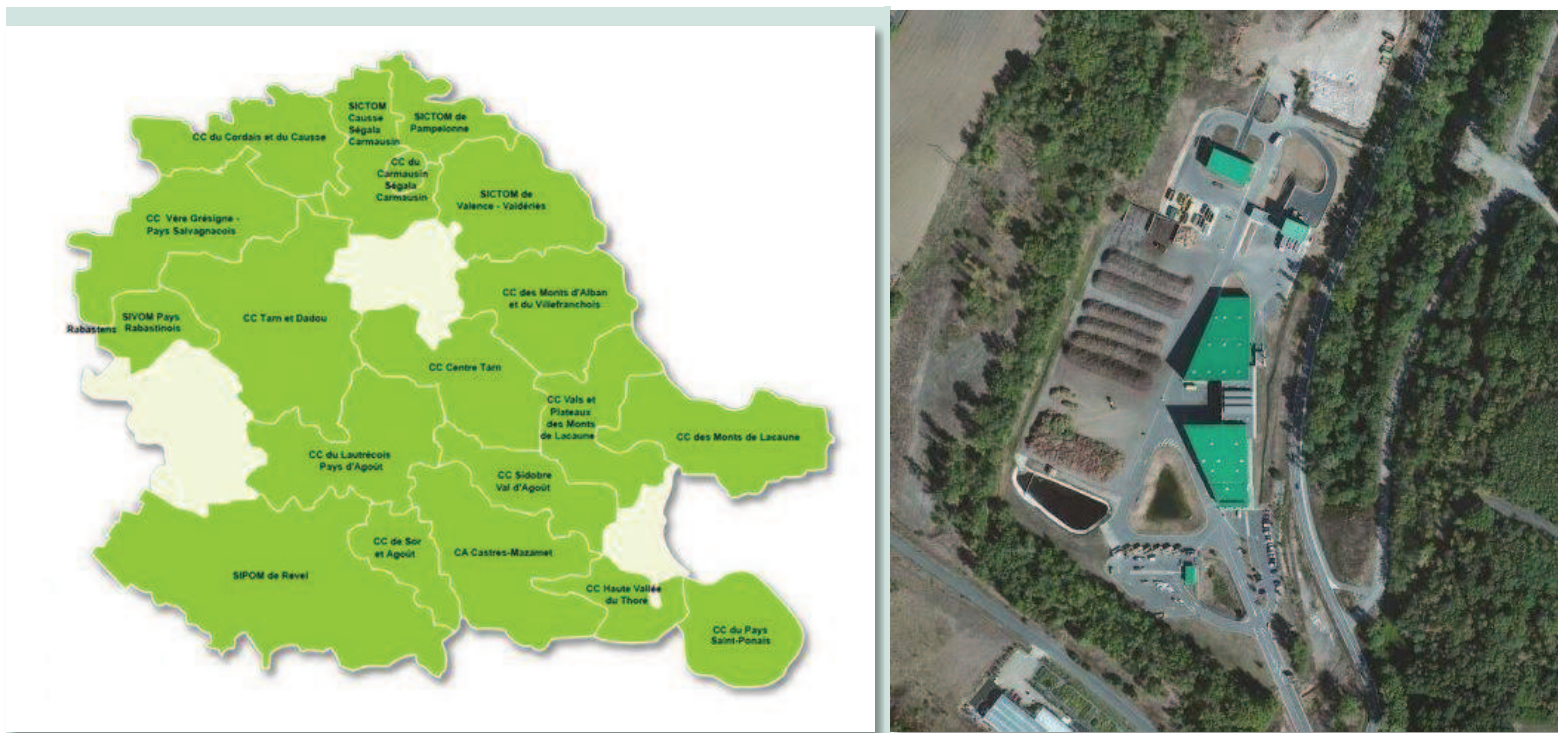 SICTOM
Causse
Ségala
Carmausin
SICTOM de
Pampelonne
CC du Cordais et du Causse
CC du
Carmausin
Ségala
Carmausin
SICTOM de
Valence - Valdériès
CC Vère Grésigne -
Pays Salvagnacois
CC des Monts d'Alban
et du Villefranchois
SIVOM Pays
Rabastinois
Rabastens
CC Tarn et Dadou
CC Centre Tarn
CC Vals et
Plateaux
des Monts
de Lacaune
CC des Monts de Lacaune
CC du Lautrécois
Pays d'Agoût
CC Sidobre
Val d'Agoût
CC de Sor
et Agoût
CA Castres-Mazamet
SIPOM de Revel
CC Haute Vallée
du Thoré
CC du Pays
Saint-Ponais